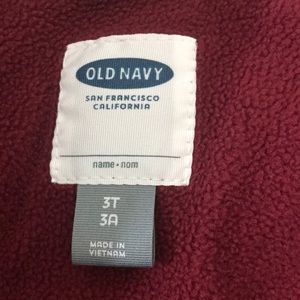 OLD NAVY
SAN FRANCISCO
CALIFORNIA
name • nom
3T
3A
MADE IN
VIETNAM